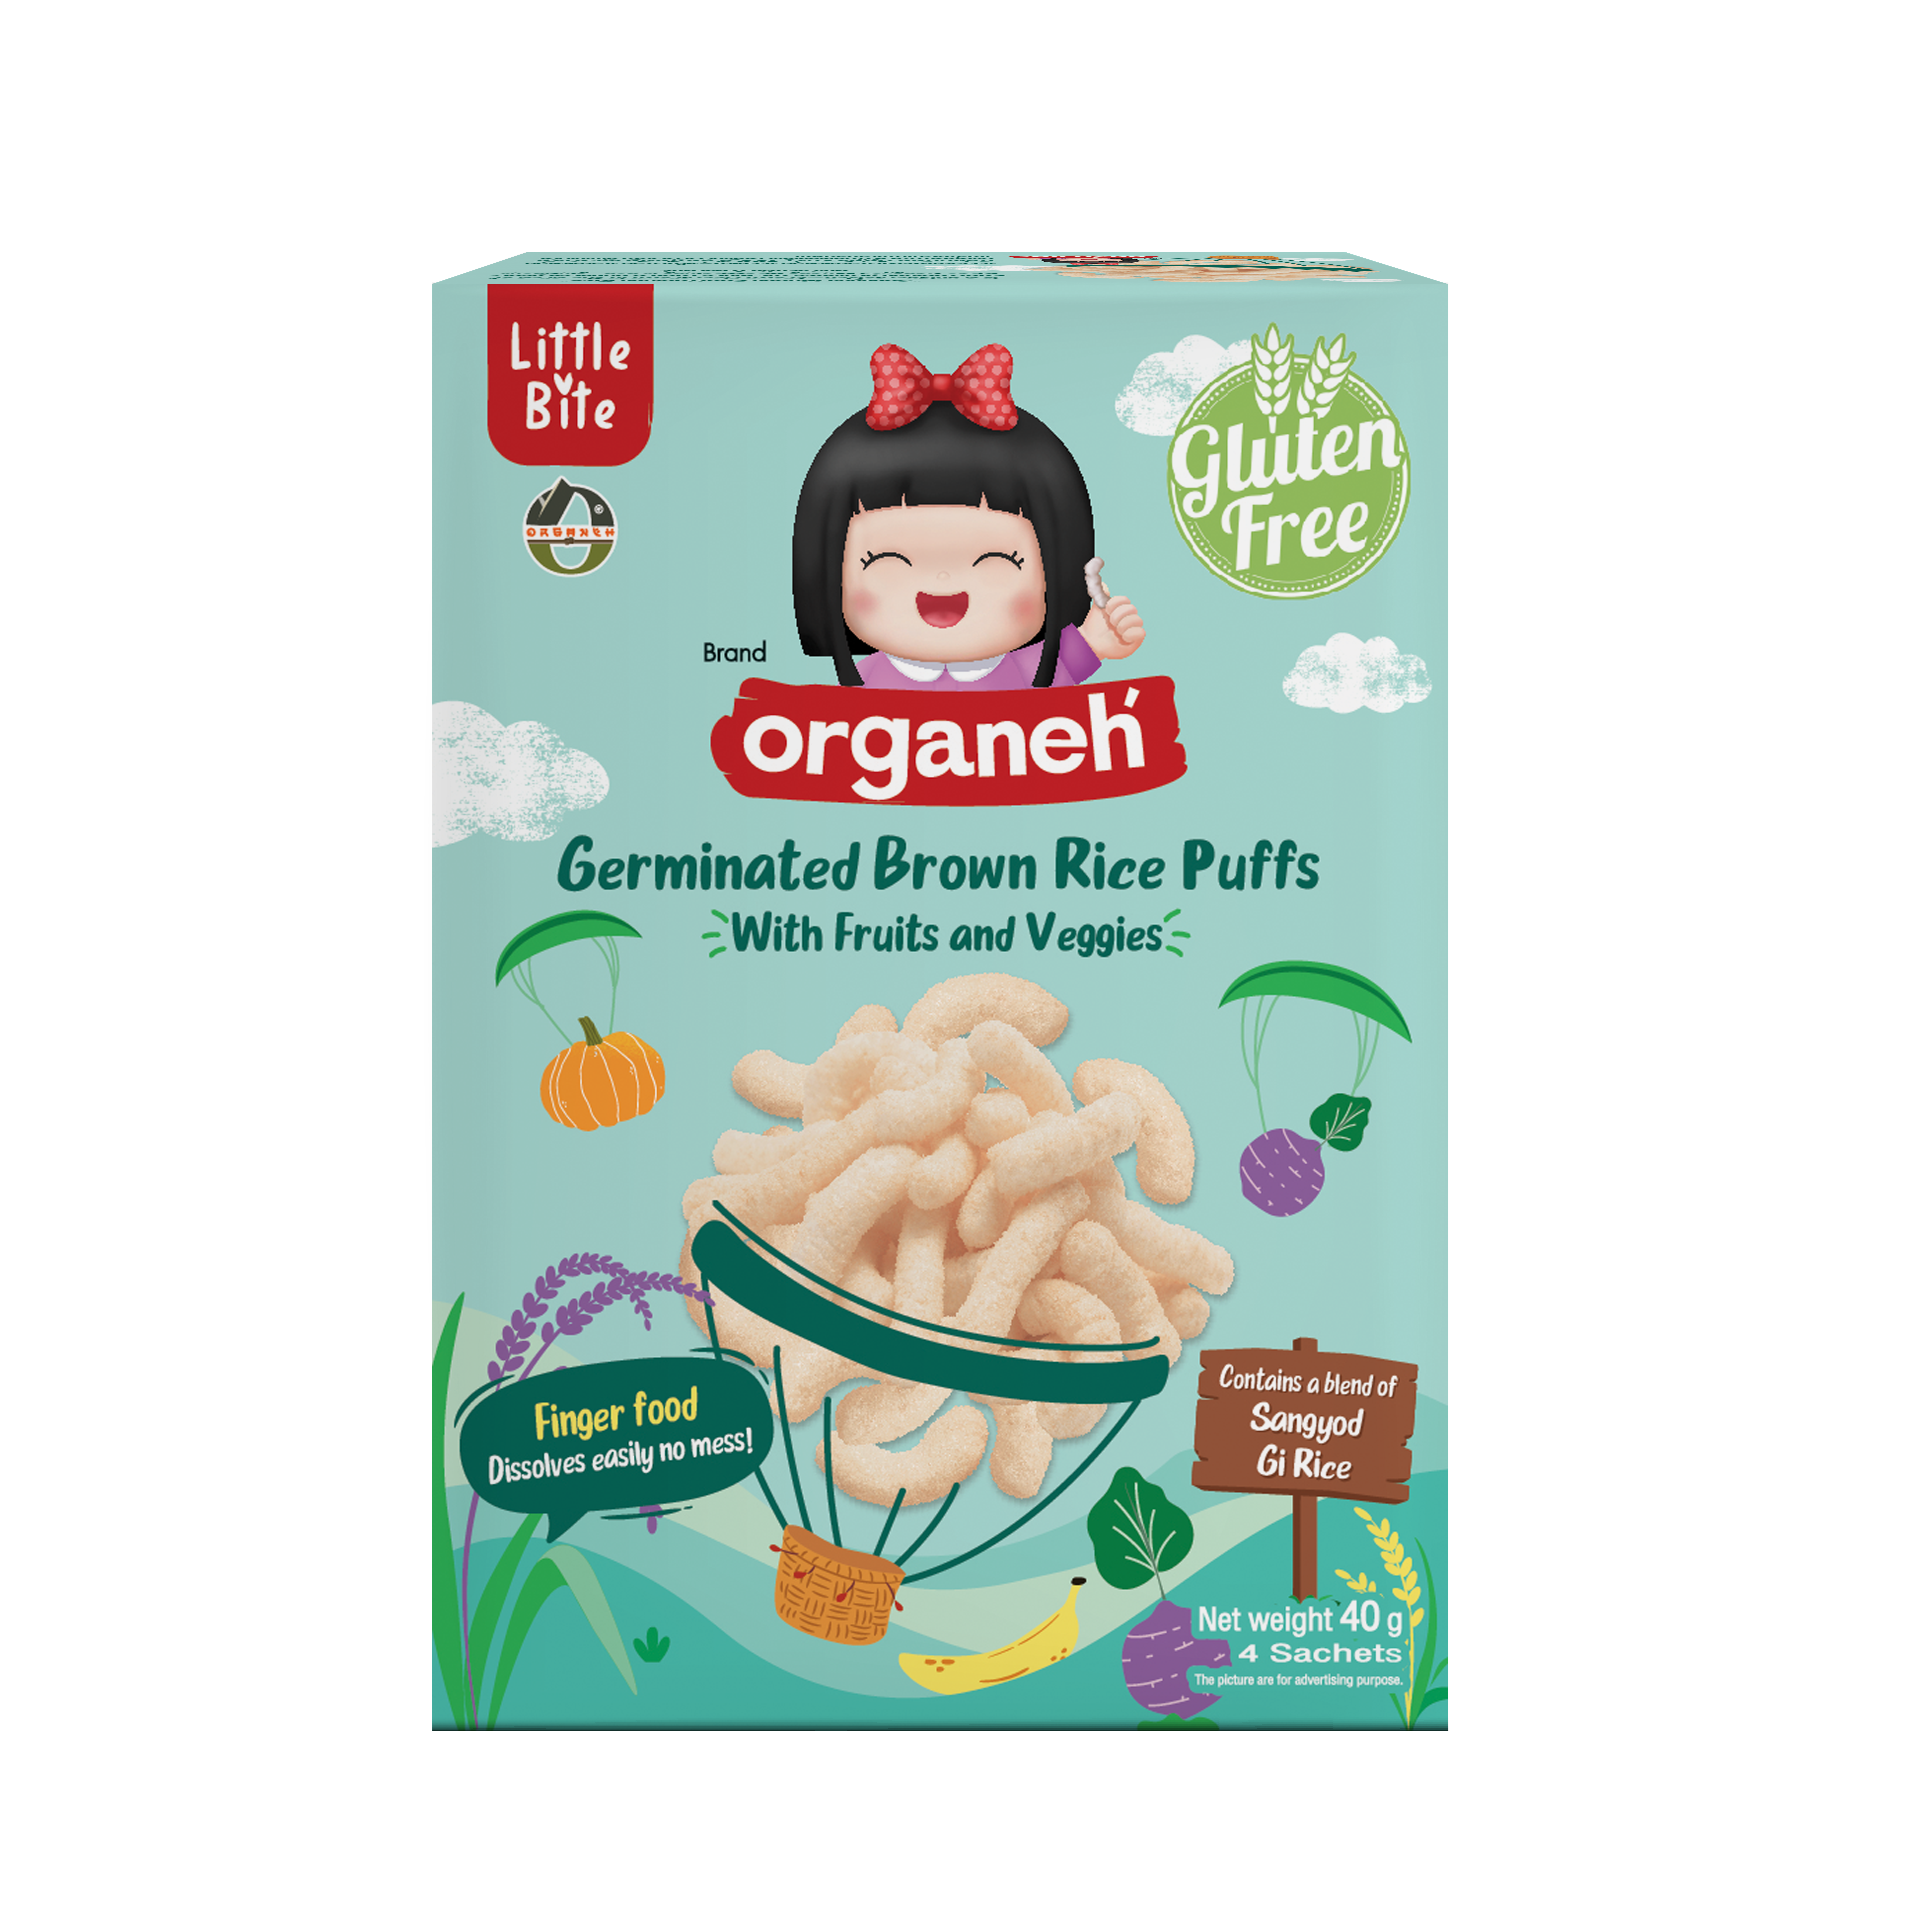 Little
Bite
ORGANEH
®
Gluten
Free
Brand
organeh
Germinated Brown Rice Puffs
With Fruits and Veggies
Finger food
Dissolves easily no mess!
Contains a blend of
Sangyod
Gi Rice
Net weight 40 g
4 Sachets
The picture are for advertising purpose.